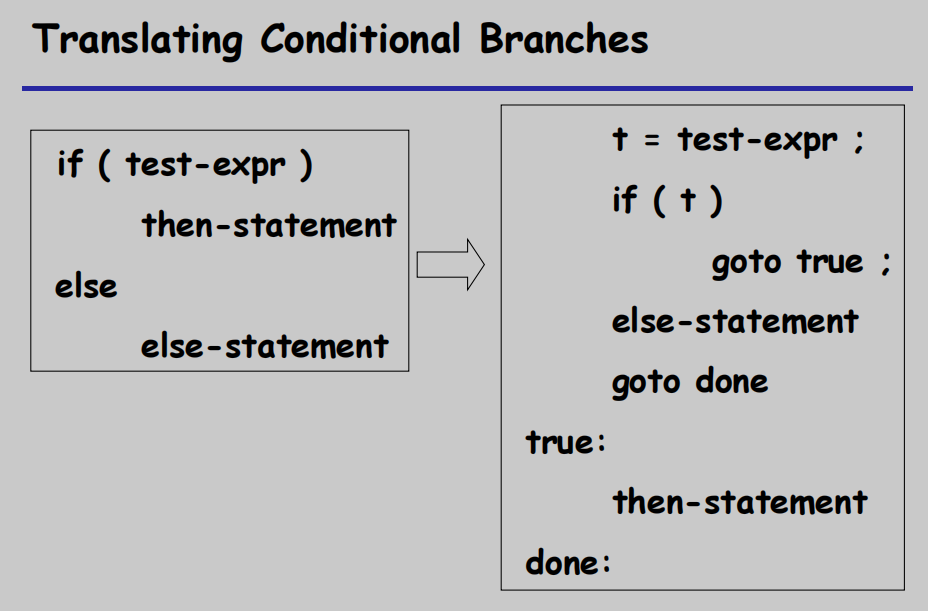 Translating Conditional Branches
if ( test-expr )
then-statement
else
else-statement
t = test-expr ;
if ( t )
goto true ;
else-statement
goto done
true:
then-statement
done: